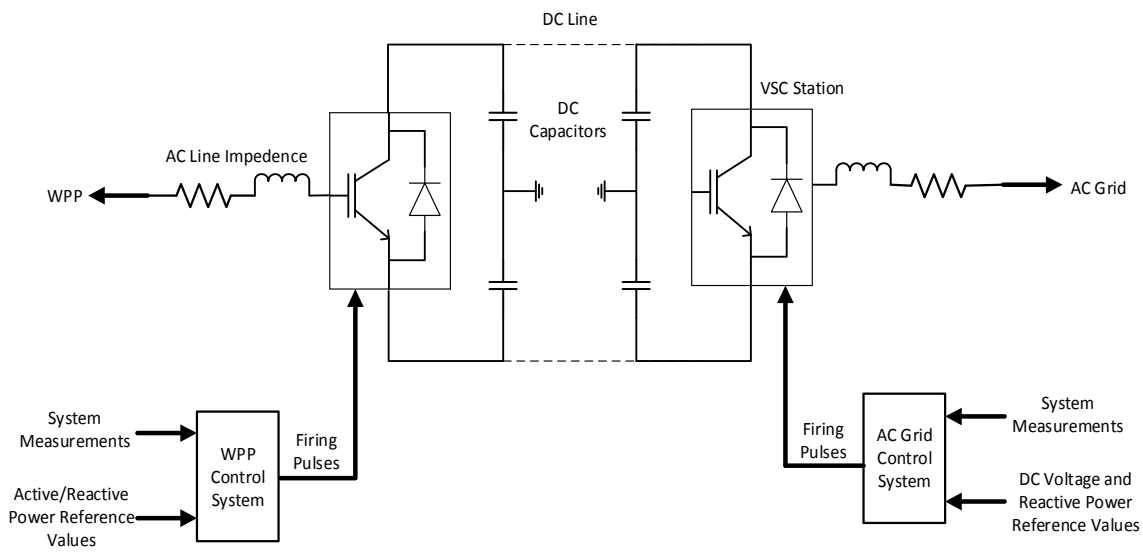 DC Line
VSC Station
DC
Capacitors
AC Line Impedence
WPP
AC Grid
System
Measurements
Active/Reactive
Power Reference
Values
WPP
Control
System
Firing
Pulses
Firing
Pulses
AC Grid
Control
System
System
Measurements
DC Voltage and
Reactive Power
Reference Values